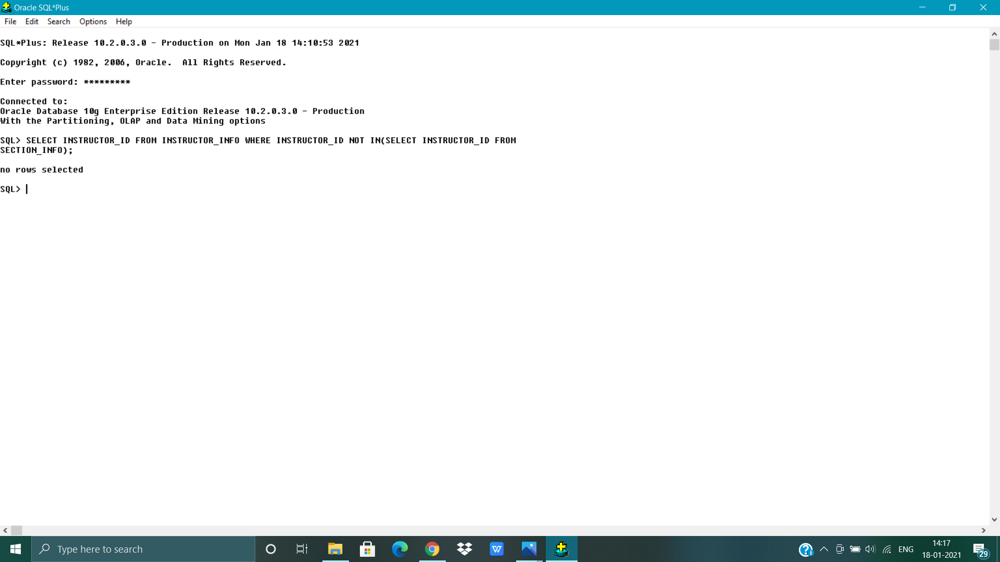 Oracle SQL*Plus
File Edit Search Options Help
SQL*Plus: Release 10.2.0.3.0 - Production on Mon Jan 18 14:10:53 2021
Copyright (c) 1982, 2006, Oracle.  All Rights Reserved.
Enter password: *********
Connected to:
Oracle Database 10g Enterprise Edition Release 10.2.0.3.0 - Production
With the Partitioning, OLAP and Data Mining options
SQL> SELECT INSTRUCTOR_ID FROM INSTRUCTOR_INFO WHERE INSTRUCTOR_ID NOT IN(SELECT INSTRUCTOR_ID FROM
SECTION_INFO);
no rows selected
SQL>
Type here to search
W
ENG
14:17
18-01-2021
29